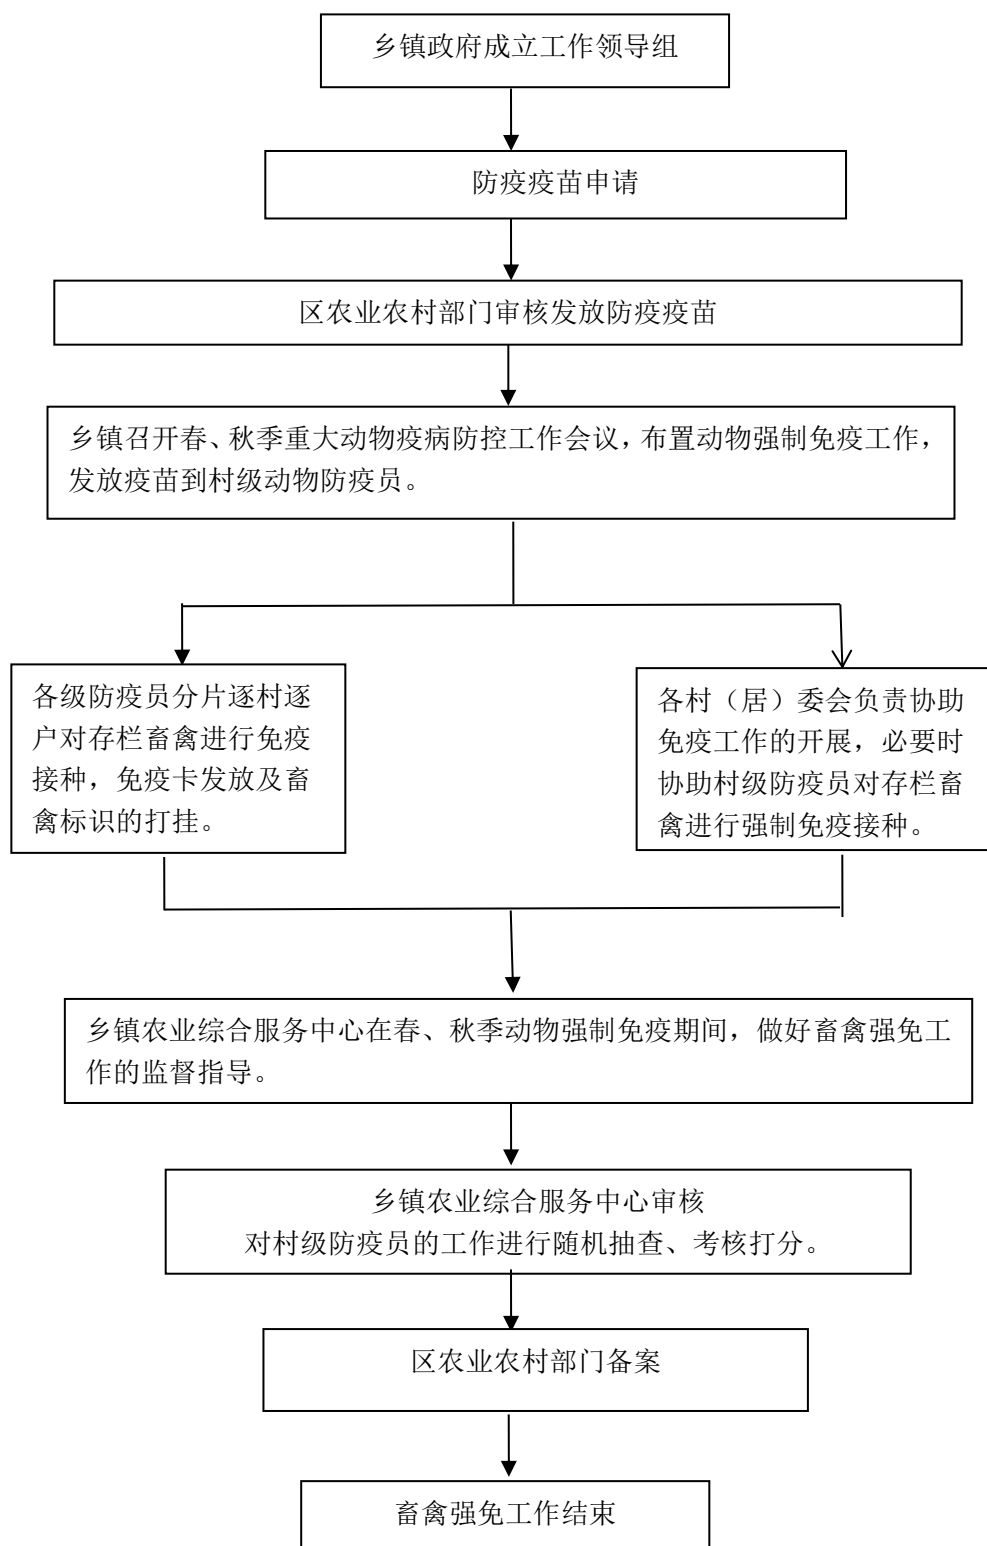 乡镇政府成立工作领导组
防疫疫苗申请
区农业农村部门审核发放防疫疫苗
乡镇召开春、秋季重大动物疫病防控工作会议，布置动物强制免疫工作，
发放疫苗到村级动物防疫员。
各级防疫员分片逐村逐
户对存栏畜禽进行免疫
接种，免疫卡发放及畜
禽标识的打挂。
各村（居）委会负责协助
免疫工作的开展，必要时
协助村级防疫员对存栏畜
禽进行强制免疫接种。
乡镇农业综合服务中心在春、秋季动物强制免疫期间，做好畜禽强免工
作的监督指导。
乡镇农业综合服务中心审核
对村级防疫员的工作进行随机抽查、考核打分。
区农业农村部门备案
畜禽强免工作结束